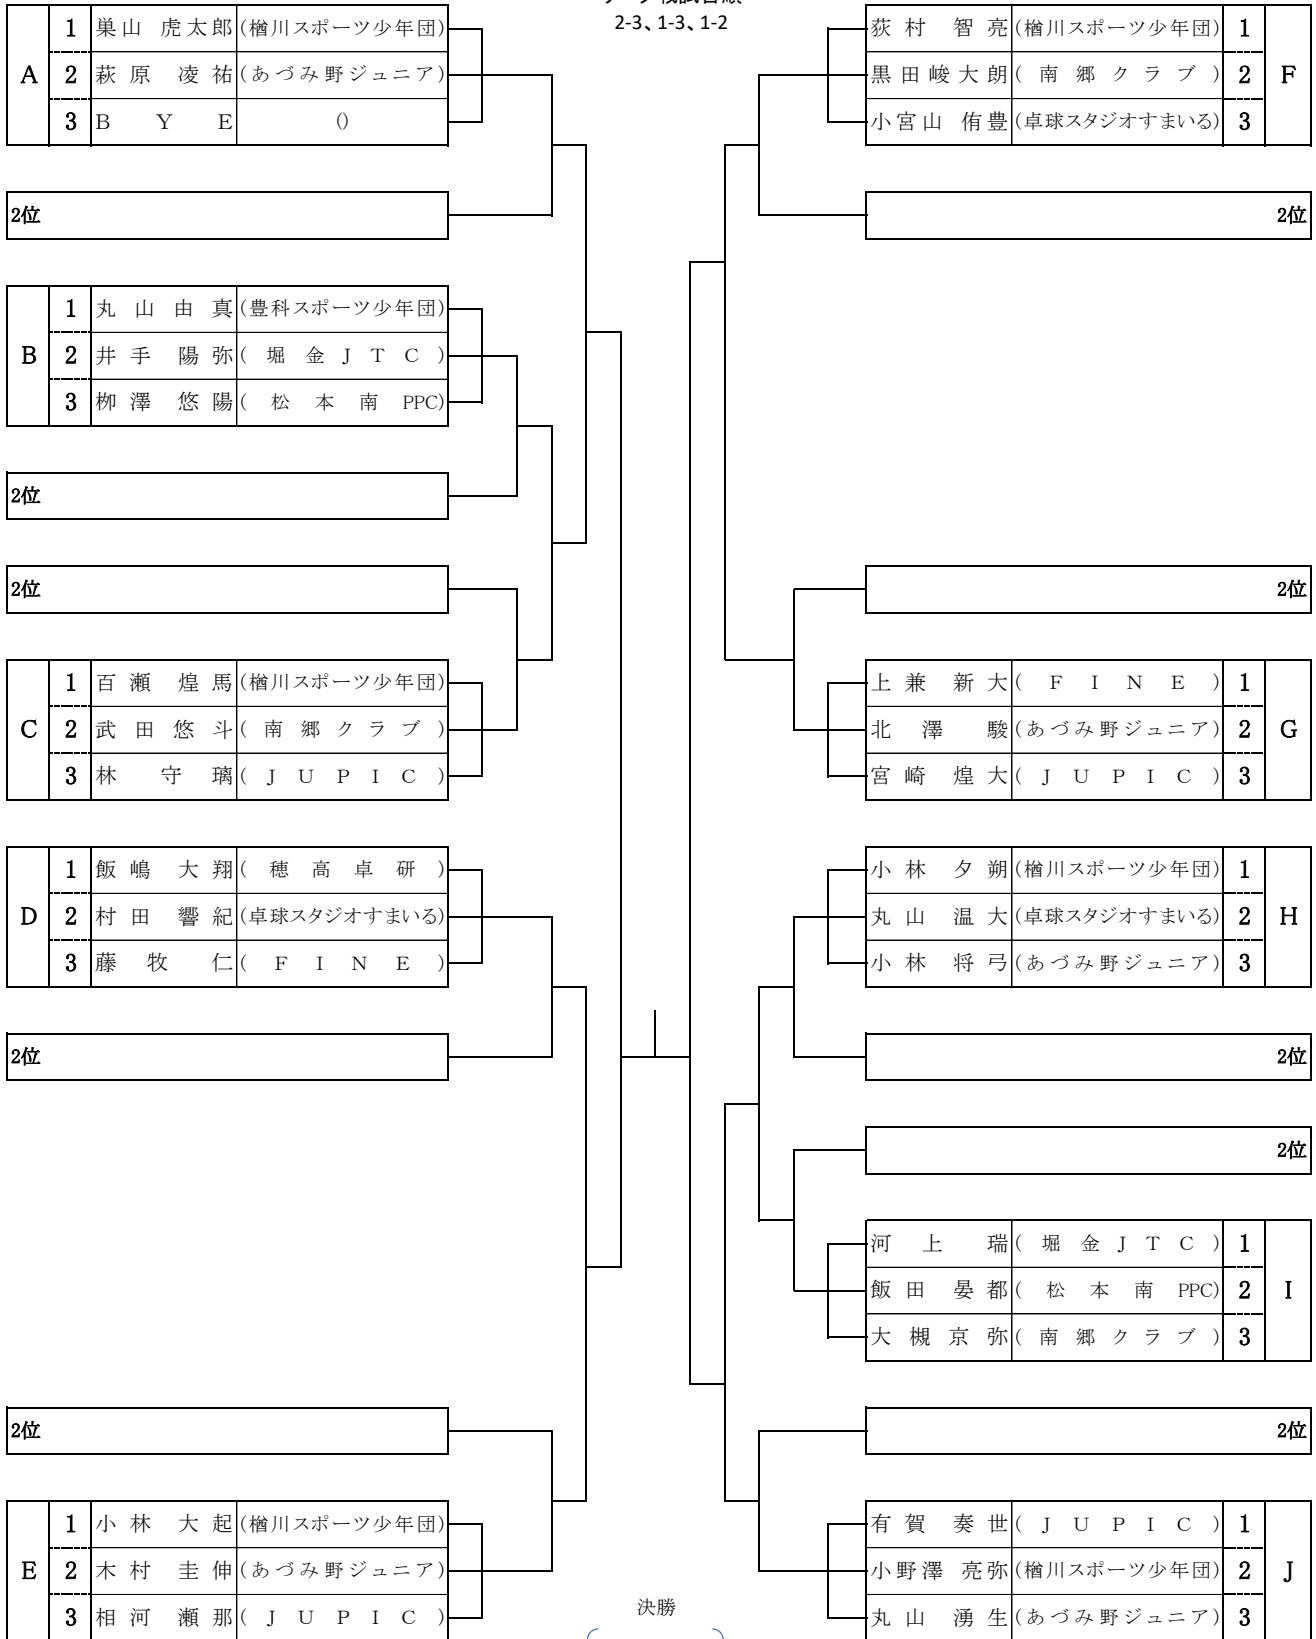 2-3、1-3、1-2
A
1 巣山 虎太郎 (楢川スポーツ少年団)
2 萩原 凌祐 (あづみ野ジュニア)
3 BYE ()
2位
B
1 丸山由真 (豊科スポーツ少年団)
2 井手 陽弥 (堀金JTC)
3 柳澤 悠陽 (松本南PPC)
2位
2位
C
1 百瀬 煌馬 (楢川スポーツ少年団)
2 武田悠斗 (南郷クラブ)
3 林 守璃 (JUPIC)
D
1 飯嶋 大翔 (穂高卓研)
2 村田 響紀 (卓球スタジオすまいる)
3 藤牧 仁 (FINE)
2位
2位
E
1 小林 大起 (楢川スポーツ少年団)
2 木村 圭伸 (あづみ野ジュニア)
3 相河 瀬那 (JUPIC)
荻村 智亮 (楢川スポーツ少年団) 1
黒田峻大朗 (南郷クラブ) 2
小宮山 侑豊 (卓球スタジオすまいる) 3
F
2位
2位
上兼 新大 (FINE) 1
北澤 駿 (あづみ野ジュニア) 2
宮崎 煌大 (JUPIC) 3
G
小林 夕朔 (楢川スポーツ少年団) 1
丸山 温大 (卓球スタジオすまいる) 2
小林 将弓 (あづみ野ジュニア) 3
H
2位
2位
河上 瑞 (堀金JTC) 1
飯田 晏都 (松本南PPC) 2
大槻京弥 (南郷クラブ) 3
I
2位
有賀 奏世 (JUPIC) 1
小野澤 亮弥 (楢川スポーツ少年団) 2
丸山 湧生 (あづみ野ジュニア) 3
J
決勝